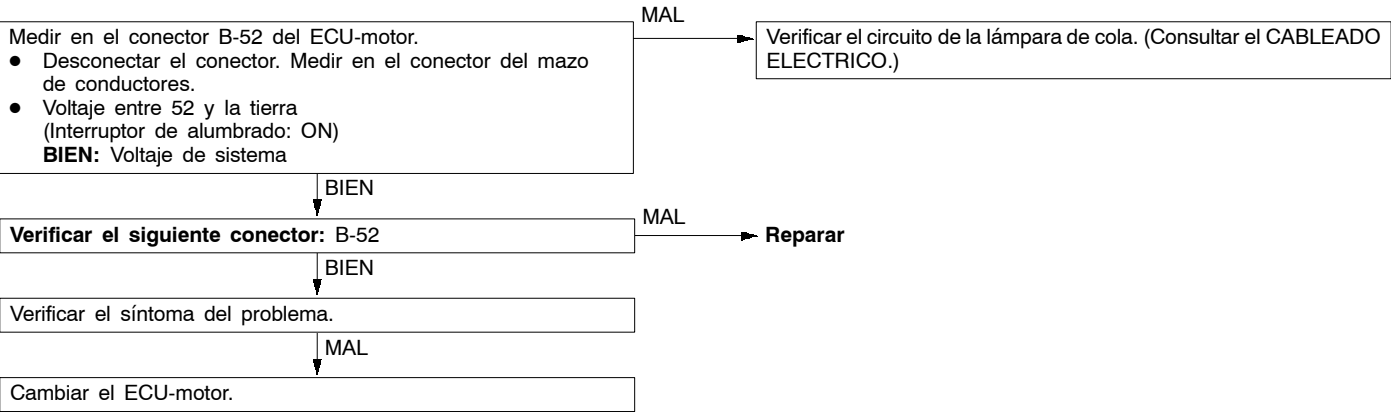 MAL
Medir en el conector B-52 del ECU-motor.
● Desconectar el conector. Medir en el conector del mazo
de conductores.
● Voltaje entre 52 y la tierra
(Interruptor de alumbrado: ON)
BIEN: Voltaje de sistema
Verificar el circuito de la lámpara de cola. (Consultar el CABLEADO
ELECTRICO.)
BIEN
Verificar el siguiente conector: B-52
MAL
Reparar
BIEN
Verificar el síntoma del problema.
MAL
Cambiar el ECU-motor.